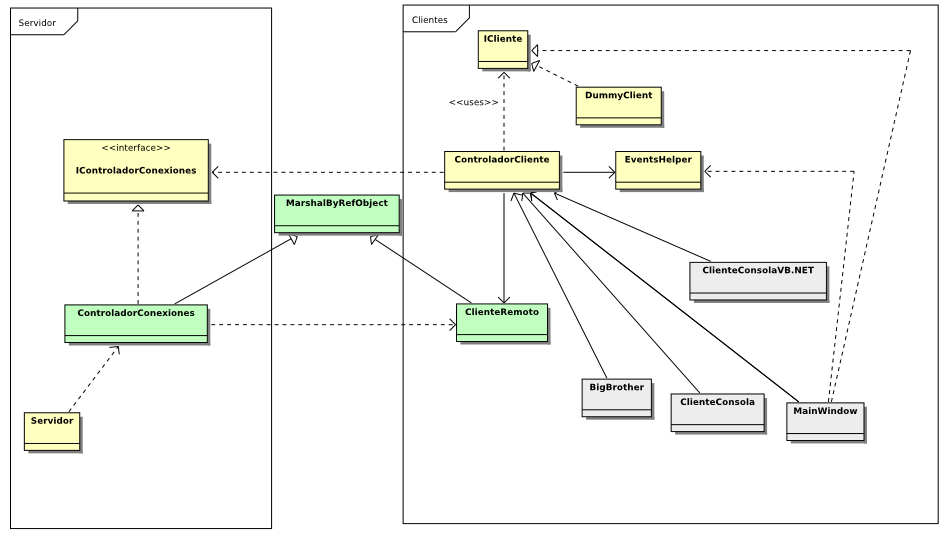 Servidor
Clientes
ICliente
DummyClient
<<uses>>
<<interface>>
IControladorConexiones
ControladorCliente
EventsHelper
MarshalByRefObject
ClienteConsolaVB.NET
ControladorConexiones
ClienteRemoto
BigBrother
ClienteConsola
MainWindow
Servidor